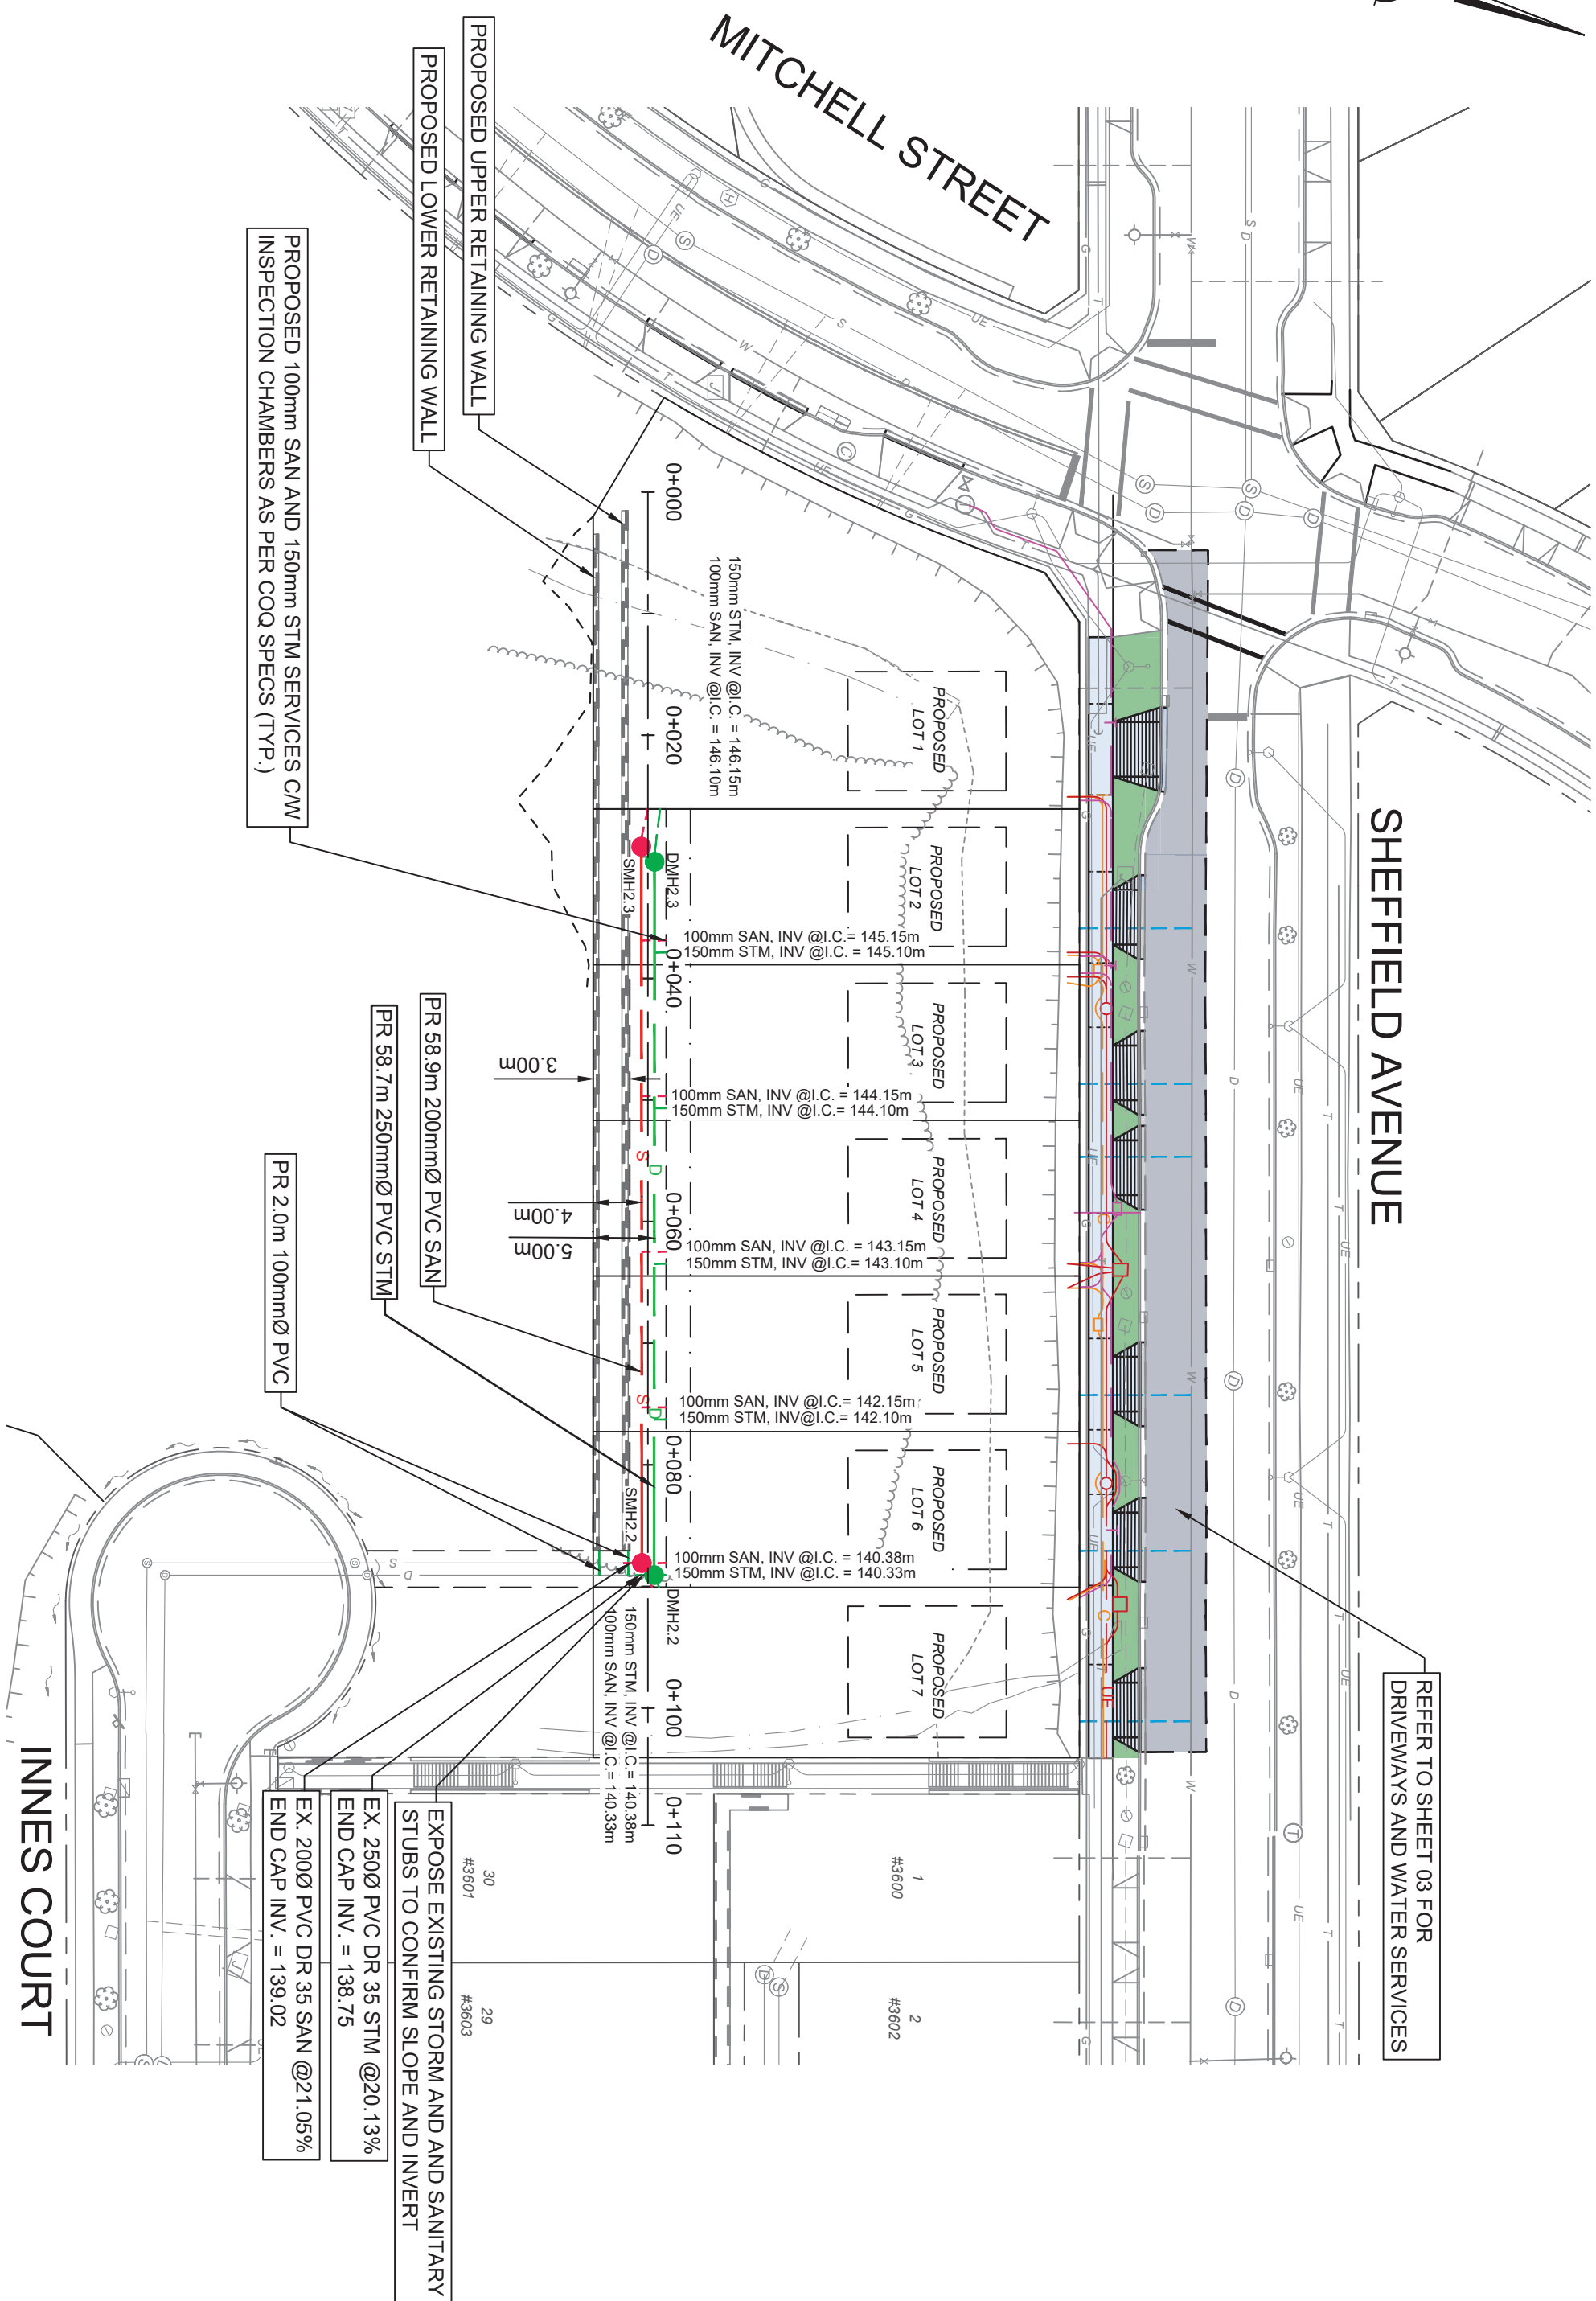 MITCHELL STREET
SHEFFIELD AVENUE
INNES COURT
PROPOSED UPPER RETAINING WALL
PROPOSED LOWER RETAINING WALL
PROPOSED 100mm SAN AND 150mm STM SERVICES C/W
INSPECTION CHAMBERS AS PER COQ SPECS (TYP.)
0+000
0+020
0+040
0+060
0+080
0+100
0+110
150mm STM, INV @I.C. = 146.15m
100mm SAN, INV @I.C. = 146.10m
PROPOSED
LOT 1
PROPOSED
LOT 2
PROPOSED
LOT 3
PROPOSED
LOT 4
PROPOSED
LOT 5
PROPOSED
LOT 6
PROPOSED
LOT 7
DMH2.3
SMH2.3
100mm SAN, INV @I.C.= 145.15m
150mm STM, INV @I.C. = 145.10m
100mm SAN, INV @I.C. = 144.15m
150mm STM, INV @I.C. = 144.10m
100mm SAN, INV @I.C. = 143.15m
150mm STM, INV @I.C. = 143.10m
100mm SAN, INV @I.C.= 142.15m
150mm STM, INV@I.C. = 142.10m
100mm SAN, INV @I.C. = 140.38m
150mm STM, INV @I.C. = 140.33m
3.00m
4.00m
5.00m
S
D
S
D
PR 58.9m 200mmØ PVC SAN
PR 58.7m 250mmØ PVC STM
PR 2.0m 100mmØ PVC
SMH2.2
DMH2.2
150mm STM, INV @I.C.= 140.38m
100mm SAN, INV @I.C.= 140.33m
EXPOSE EXISTING STORM AND AND SANITARY
STUBS TO CONFIRM SLOPE AND INVERT
EX. 250Ø PVC DR 35 STM @20.13%
END CAP INV. = 138.75
EX. 200Ø PVC DR 35 SAN @21.05%
END CAP INV. = 139.02
REFER TO SHEET 03 FOR
DRIVEWAYS AND WATER SERVICES
1
#3600
2
#3602
30
#3601
29
#3603